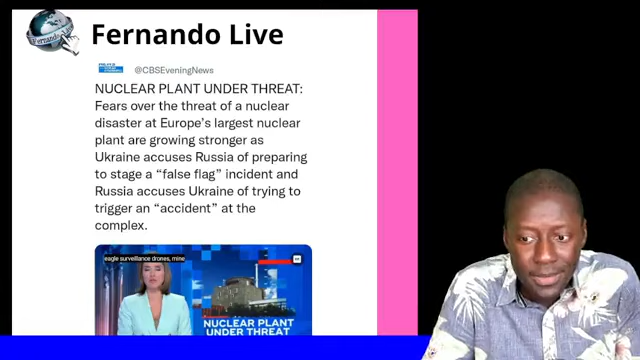 Fernando Live
Fernando Live
@CBSEveningNews
NUCLEAR PLANT UNDER THREAT:
Fears over the threat of a nuclear
disaster at Europe's largest nuclear
plant are growing stronger as
Ukraine accuses Russia of preparing
to stage a “false flag” incident and
Russia accuses Ukraine of trying to
trigger an “accident” at the
complex.
eagle surveillance drones, mine
NUCLEAR PLANT
UNDER THREAT